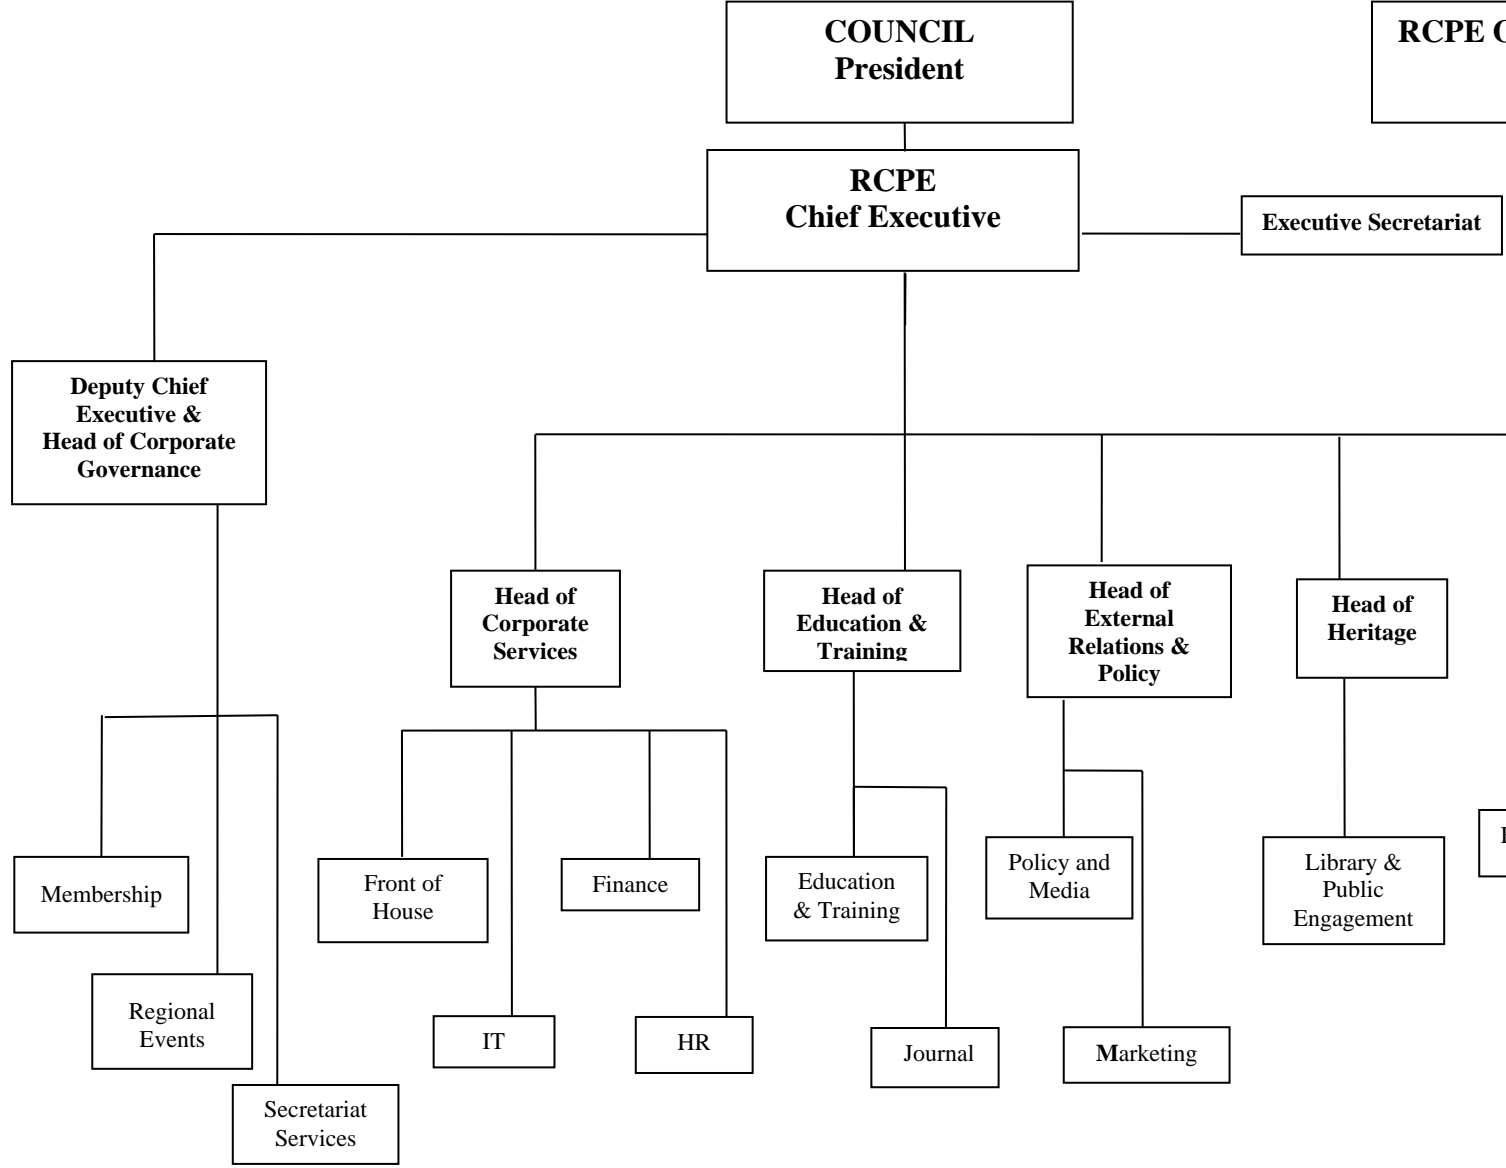 COUNCIL
President
RCPE
RCPE
Chief Executive
Executive Secretariat
Deputy Chief
Executive &
Head of Corporate
Governance
Head of
Corporate
Services
Head of
Education &
Training
Head of
External
Relations &
Policy
Head of
Heritage
Membership
Front of
House
Finance
Education
& Training
Policy and
Media
Library &
Public
Engagement
Regional
Events
IT
HR
Journal
Marketing
Secretariat
Services